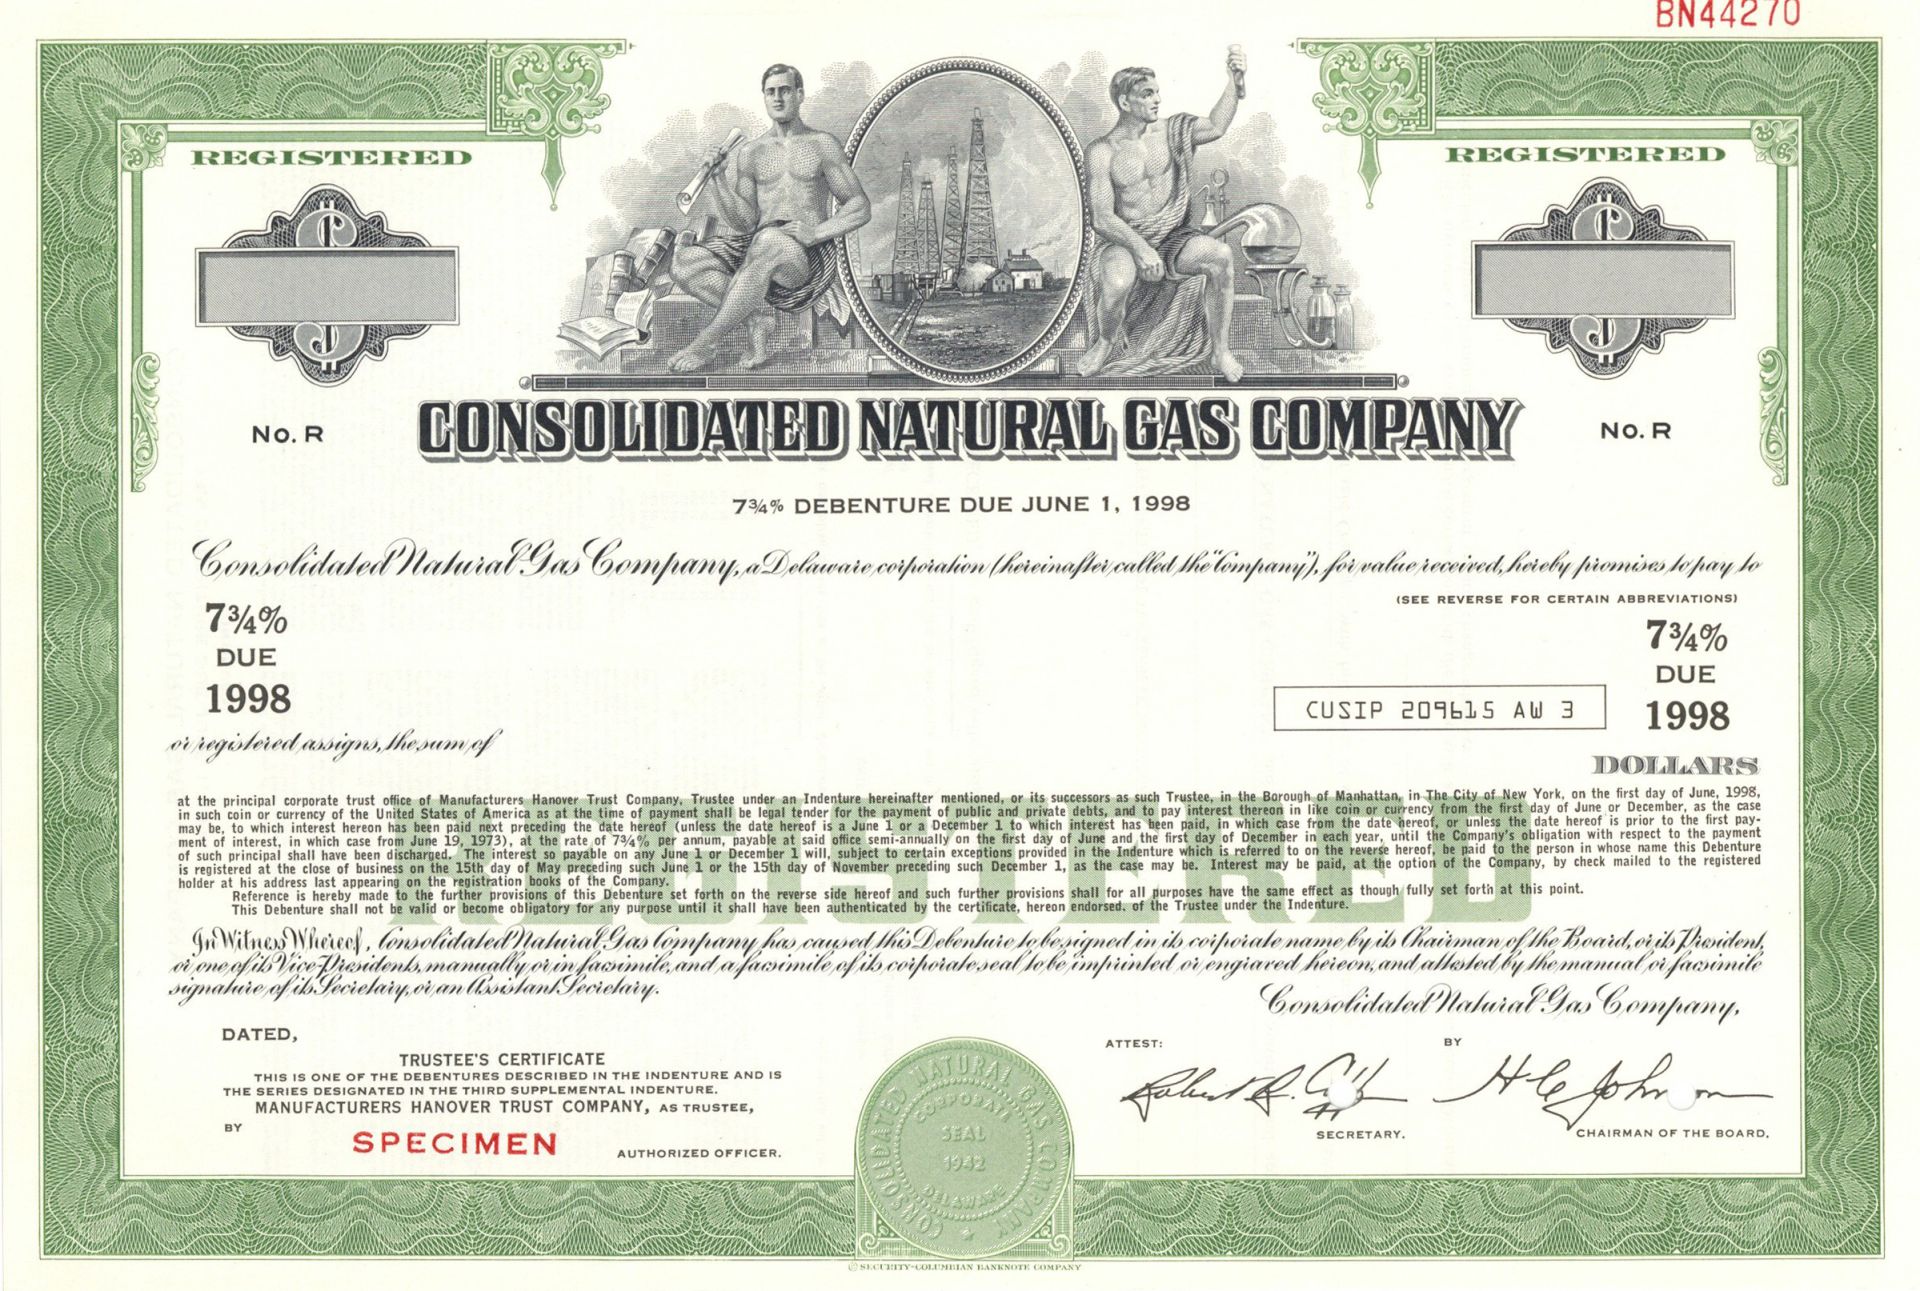 BN44270
REGISTERED
REGISTERED
No. R
CONSOLIDATED NATURAL GAS COMPANY
No. R
7¾% DEBENTURE DUE JUNE 1, 1998
Consolidated Natural Gas Company, a Delaware corporation (hereinafter called the "Company"), for value received, hereby promises to pay to
(SEE REVERSE FOR CERTAIN ABBREVIATIONS)
7¾%
DUE
1998
7¾%
DUE
1998
CUSIP 209615 AW 3
or registered assigns, the sum of
DOLLARS
at the principal corporate trust office of Manufacturers Hanover Trust Company, Trustee under an Indenture hereinafter mentioned, or its successors as such Trustee, in the Borough of Manhattan, in The City of New York, on the first day of June, 1998,
in such coin or currency of the United States of America as at the time of payment shall be legal tender for the payment of public and private debts, and to pay interest thereon in like coin or currency from the first day of June or December, as the case
may be, to which interest hereon has been paid next preceding the date hereof (unless the date hereof is a June 1 or a December 1 to which interest has been paid, in which case from the date hereof, or unless the date hereof is prior to the first pay-
ment of interest, in which case from June 19, 1973), at the rate of 7¾% per annum, payable at said office semi-annually on the first day of June and the first day of December in each year, until the Company's obligation with respect to the payment
of such principal shall have been discharged. The interest so payable on any June 1 or December 1 will, subject to certain exceptions provided in the Indenture which is referred to on the reverse hereof, be paid to the person in whose name this Debenture
is registered at the close of business on the 15th day of May preceding such June 1 or the 15th day of November preceding such December 1, as the case may be. Interest may be paid, at the option of the Company, by check mailed to the registered
holder at his address last appearing on the registration books of the Company.
Reference is hereby made to the further provisions of this Debenture set forth on the reverse side hereof and such further provisions shall for all purposes have the same effect as though fully set forth at this point.
This Debenture shall not be valid or become obligatory for any purpose until it shall have been authenticated by the certificate, hereon endorsed, of the Trustee under the Indenture.
In Witness Whereof, Consolidated Natural Gas Company has caused this Debenture to be signed in its corporate name by its Chairman of the Board, or its President,
or one of its Vice-Presidents, manually or in facsimile, and a facsimile of its corporate seal to be imprinted or engraved hereon, and attested by the manual or facsimile
signature of its Secretary, or an Assistant Secretary.
Consolidated Natural Gas Company,
DATED,
TRUSTEE'S CERTIFICATE
THIS IS ONE OF THE DEBENTURES DESCRIBED IN THE INDENTURE AND IS
THE SERIES DESIGNATED IN THE THIRD SUPPLEMENTAL INDENTURE.
MANUFACTURERS HANOVER TRUST COMPANY, AS TRUSTEE,
BY
SPECIMEN
AUTHORIZED OFFICER.
CONSOLIDATED NATURAL GAS COMPANY
CORPORATE
SEAL
1942
DELAWARE
ATTEST:
Robert R.
SECRETARY.
BY
H C Johnson
CHAIRMAN OF THE BOARD.
© SECURITY-COLUMBIAN BANKNOTE COMPANY